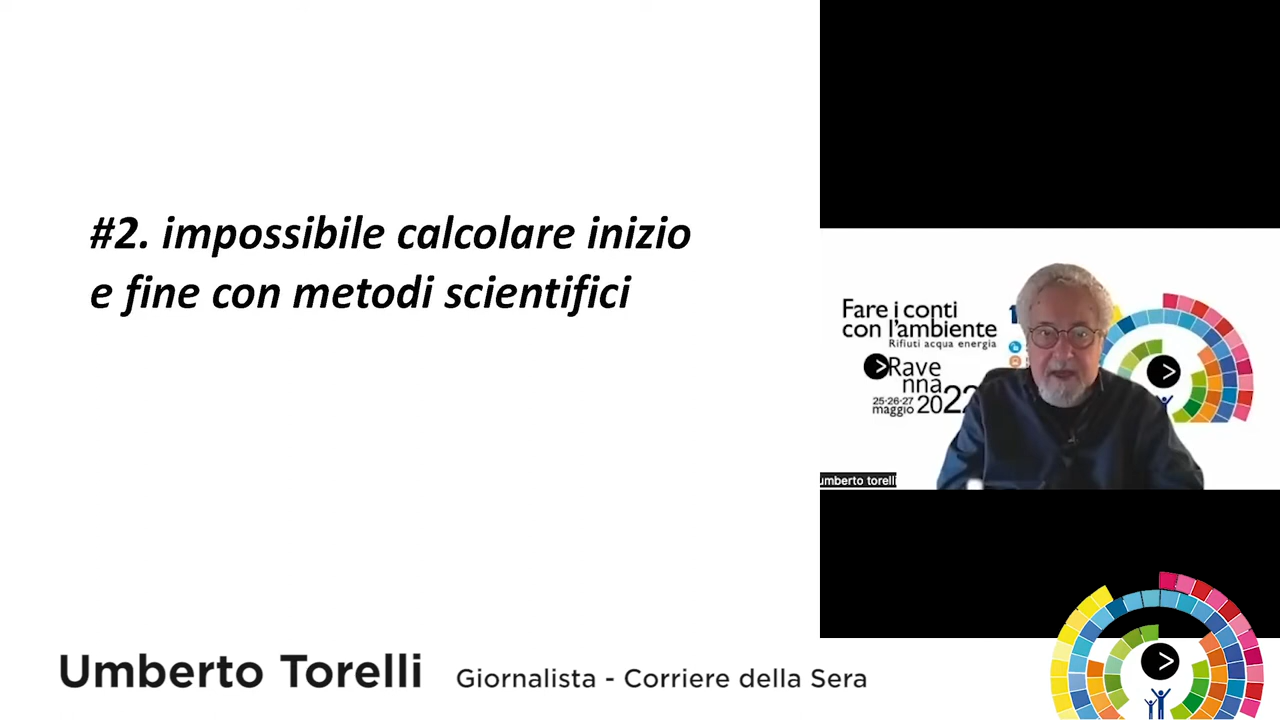 #2. impossibile calcolare inizio
e fine con metodi scientifici
Fare i conti
con l'ambiente
Rifiuti acqua energia
Rave
nna
25·26·27
maggio 2022
umberto torelli
Umberto Torelli Giornalista - Corriere della Sera